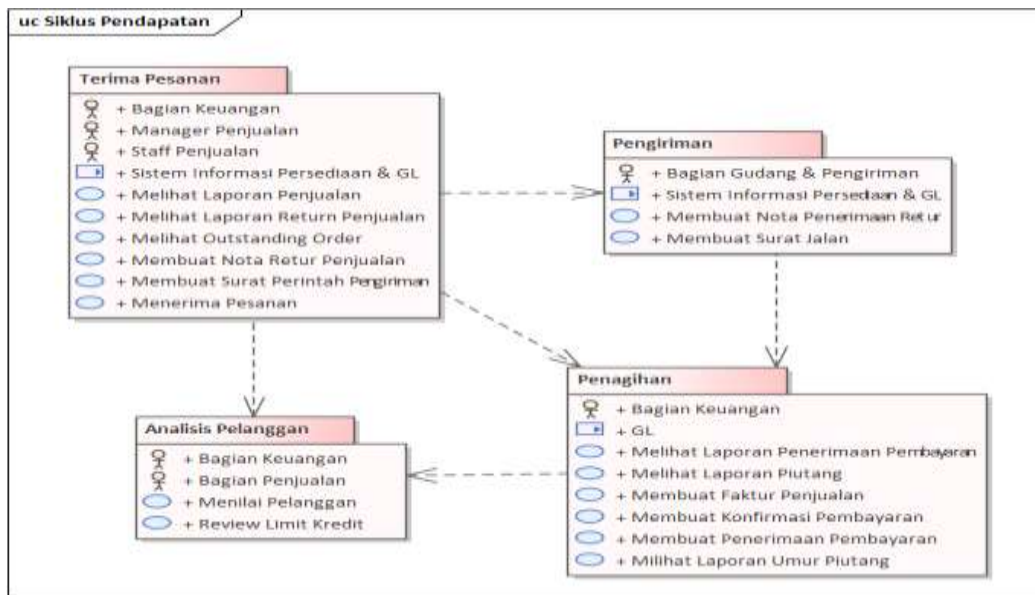 uc Siklus Pendapatan
Terima Pesanan
+ Bagian Keuangan
+ Manager Penjualan
+ Staff Penjualan
+ Sistem Informasi Persediaan & GL
+ Melihat Laporan Penjualan
+ Melihat Laporan Return Penjualan
+ Melihat Outstanding Order
+ Membuat Nota Retur Penjualan
+ Membuat Surat Perintah Pengiriman
+ Menerima Pesanan
Pengiriman
+ Bagian Gudang & Pengiriman
+ Sistem Informasi Persediaan & GL
+ Membuat Nota Penerimaan Retur
+ Membuat Surat Jalan
Analisis Pelanggan
+ Bagian Keuangan
+ Bagian Penjualan
+ Menilai Pelanggan
+ Review Limit Kredit
Penagihan
+ Bagian Keuangan
+ GL
+ Melihat Laporan Penerimaan Pembayaran
+ Melihat Laporan Piutang
+ Membuat Faktur Penjualan
+ Membuat Konfirmasi Pembayaran
+ Membuat Penerimaan Pembayaran
+ Milihat Laporan Umur Piutang